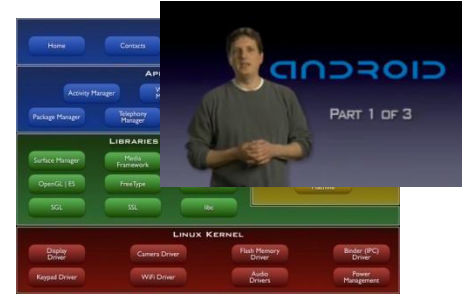 Home
Contacts
ANDROID
PART 1 OF 3
Activity Manager
Package Manager
Telephony
Manager
LIBRARIES
Surface Manager
Media
Framework
OpenGL | ES
FreeType
SGL
SSL
libc
LINUX KERNEL
Display
Driver
Camera Driver
Flash Memory
Driver
Binder (IPC)
Driver
Keypad Driver
WiFi Driver
Audio
Drivers
Power
Management